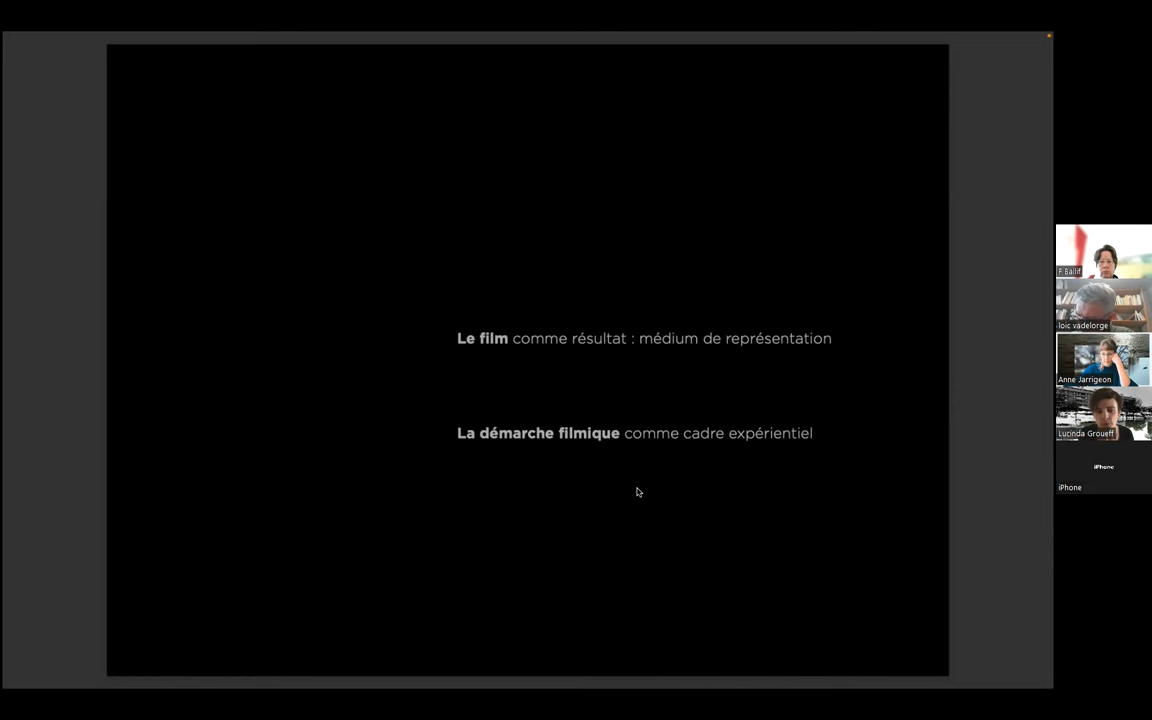 Le film comme résultat : médium de représentation
La démarche filmique comme cadre expérientiel
F Ballif
loic vadelorge
Anne Jarrigeon
Lucinda Groueff
iPhone
iPhone